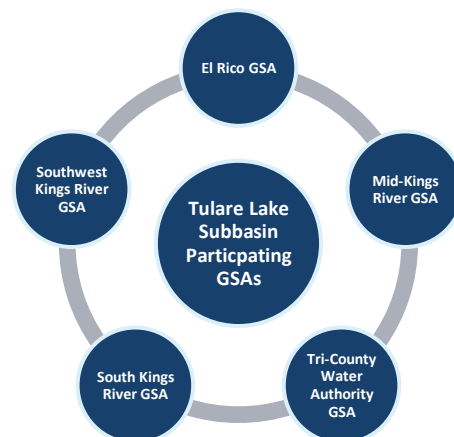 El Rico GSA
Mid-Kings
River GSA
Tri-County
Water
Authority
GSA
South Kings
River GSA
Southwest
Kings River
GSA
Tulare Lake
Subbasin
Particpating
GSAs